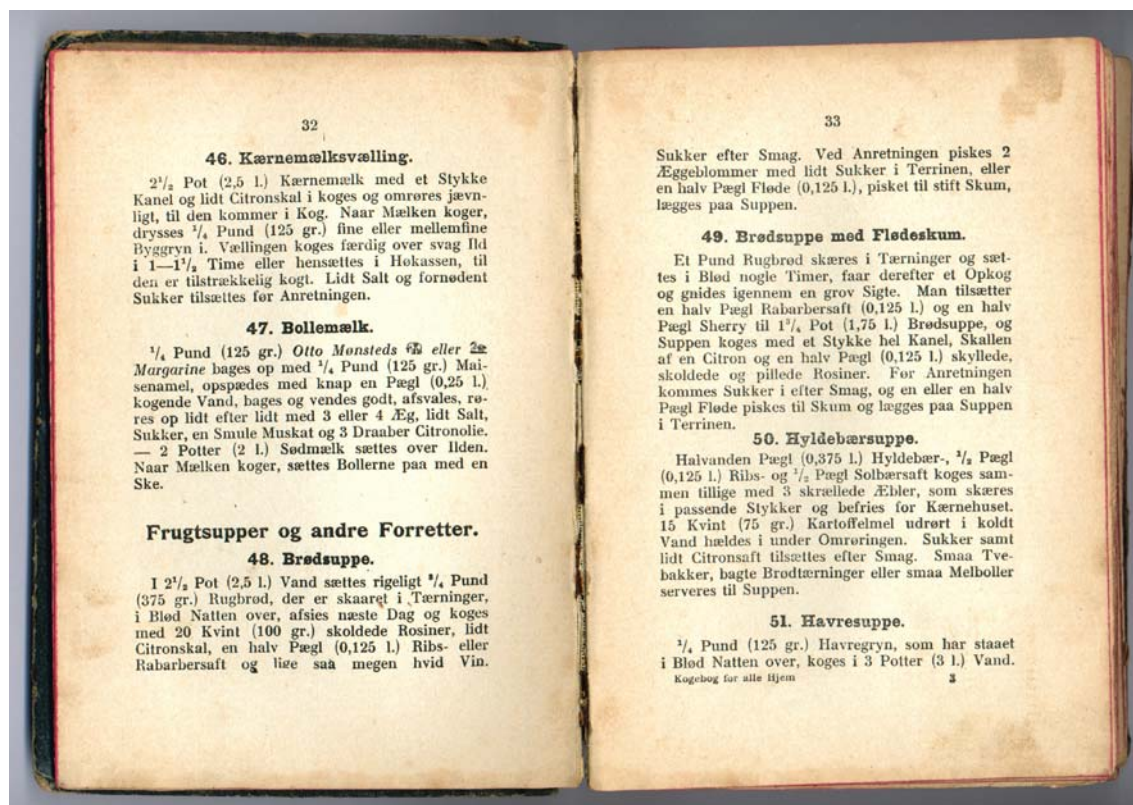 32
46. Kærnemælksvælling.
2¹/₂ Pot (2,5 l.) Kærnemælk med et Stykke
Kanel og lidt Citronskal i koges og omrøres jævn-
ligt, til den kommer i Kog. Naar Mælken koger,
drysses ¹/₄ Pund (125 gr.) fine eller mellemfine
Byggryn i. Vællingen koges færdig over svag Ild
i 1—1¹/₂ Time eller hensættes i Høkassen, til
den er tilstrækkelig kogt. Lidt Salt og fornødent
Sukker tilsættes før Anretningen.
47. Bollemælk.
¹/₄ Pund (125 gr.) Otto Mønsteds eller
Margarine bages op med ¹/₄ Pund (125 gr.) Mai-
senamel, opspædes med knap en Pægl (0,25 l.)
kogende Vand, bages og vendes godt, afsvales, rø-
res op lidt efter lidt med 3 eller 4 Æg, lidt Salt,
Sukker, en Smule Muskat og 3 Draaber Citronolie.
— 2 Potter (2 l.) Sødmælk sættes over Ilden.
Naar Mælken koger, sættes Bollerne paa med en
Ske.
Frugtsupper og andre Forretter.
48. Brødsuppe.
I 2¹/₂ Pot (2,5 l.) Vand sættes rigeligt ³/₄ Pund
(375 gr.) Rugbrød, der er skaaret i Tærninger,
i Blød Natten over, afsies næste Dag og koges
med 20 Kvint (100 gr.) skoldede Rosiner, lidt
Citronskal, en halv Pægl (0,125 l.) Ribs- eller
Rabarbersaft og lige saa megen hvid Vin.
33
Sukker efter Smag. Ved Anretningen piskes 2
Æggeblommer med lidt Sukker i Terrinen, eller
en halv Pægl Fløde (0,125 l.), pisket til stift Skum,
lægges paa Suppen.
49. Brødsuppe med Flødeskum.
Et Pund Rugbrød skæres i Tærninger og sæt-
tes i Blød nogle Timer, faar derefter et Opkog
og gnides igennem en grov Sigte. Man tilsætter
en halv Pægl Rabarbersaft (0,125 l.) og en halv
Pægl Sherry til 1³/₄ Pot (1,75 l.) Brødsuppe, og
Suppen koges med et Stykke hel Kanel, Skallen
af en Citron og en halv Pægl (0,125 l.) skyllede,
skoldede og pillede Rosiner. Før Anretningen
kommes Sukker i efter Smag, og en eller en halv
Pægl Fløde piskes til Skum og lægges paa Suppen
i Terrinen.
50. Hyldebærsuppe.
Halvanden Pægl (0,375 l.) Hyldebær-, ¹/₂ Pægl
(0,125 l.) Ribs- og ¹/₂ Pægl Solbærsaft koges sam-
men tillige med 3 skrællede Æbler, som skæres
i passende Stykker og befries for Kærnehuset.
15 Kvint (75 gr.) Kartoffelmel udrørt i koldt
Vand hældes i under Omrøringen. Sukker samt
lidt Citronsaft tilsættes efter Smag. Smaa Tve-
bakker, bagte Brødtærninger eller smaa Melboller
serveres til Suppen.
51. Havresuppe.
¹/₄ Pund (125 gr.) Havregryn, som har staaet
i Blød Natten over, koges i 3 Potter (3 l.) Vand.
Kogebog for alle Hjem 3